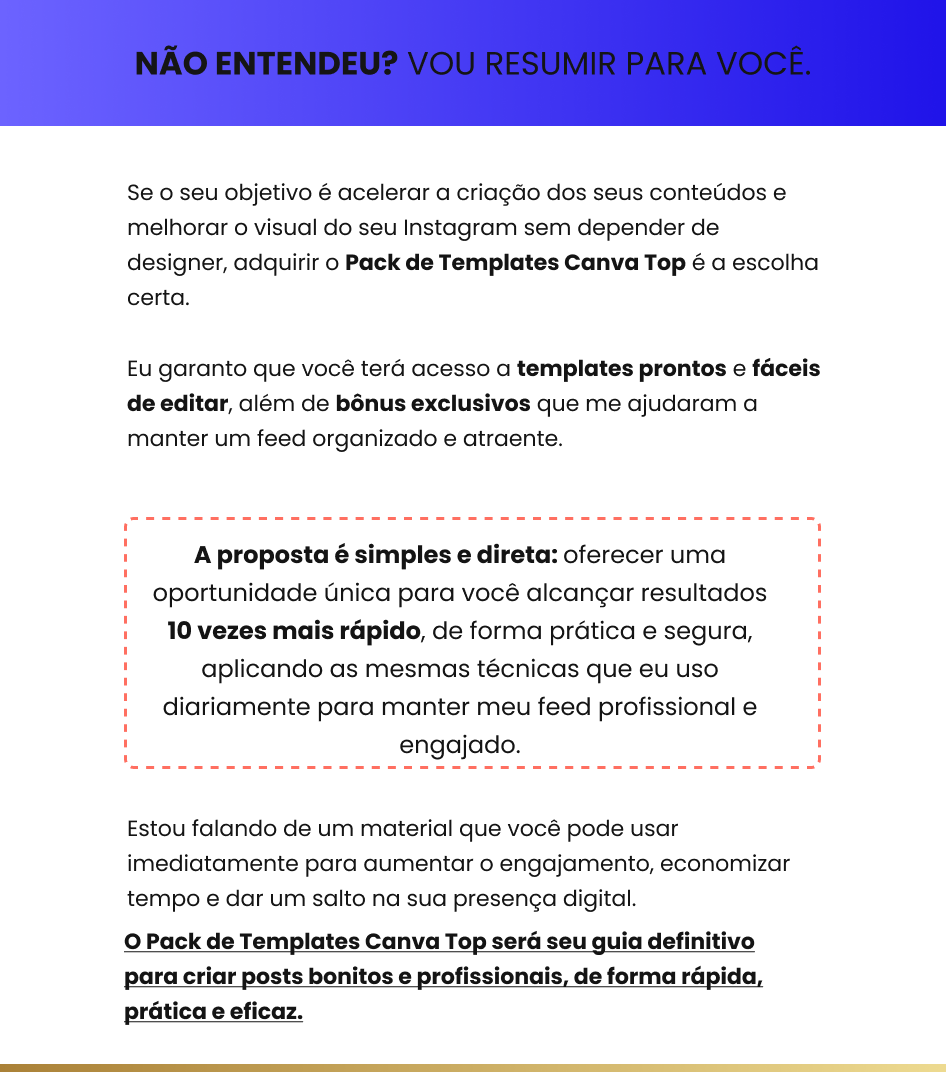 NÃO ENTENDEU? VOU RESUMIR PARA VOCÊ.
Se o seu objetivo é acelerar a criação dos seus conteúdos e
melhorar o visual do seu Instagram sem depender de
designer, adquirir o Pack de Templates Canva Top é a escolha
certa.
Eu garanto que você terá acesso a templates prontos e fáceis
de editar, além de bônus exclusivos que me ajudaram a
manter um feed organizado e atraente.
A proposta é simples e direta: oferecer uma
oportunidade única para você alcançar resultados
10 vezes mais rápido, de forma prática e segura,
aplicando as mesmas técnicas que eu uso
diariamente para manter meu feed profissional e
engajado.
Estou falando de um material que você pode usar
imediatamente para aumentar o engajamento, economizar
tempo e dar um salto na sua presença digital.
O Pack de Templates Canva Top será seu guia definitivo
para criar posts bonitos e profissionais, de forma rápida,
prática e eficaz.